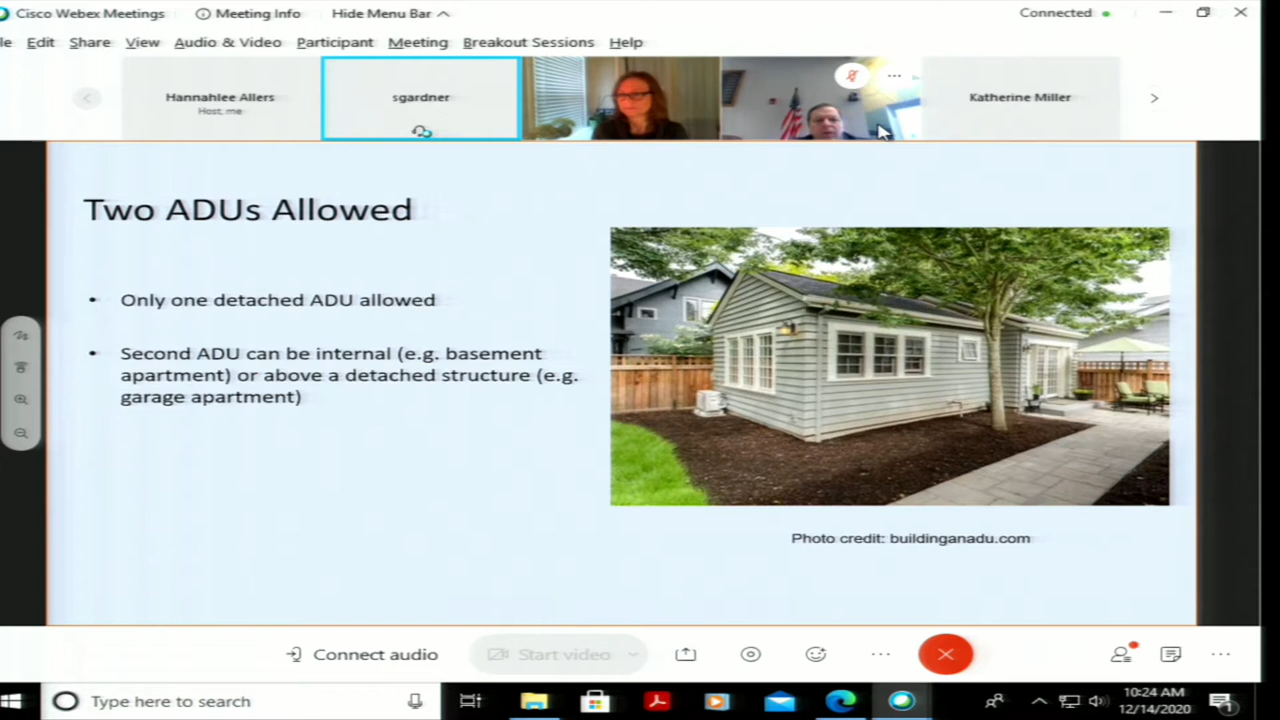 Cisco Webex Meetings
Meeting Info
Hide Menu Bar
Connected
le Edit Share View Audio & Video Participant Meeting Breakout Sessions Help
Hannahlee Allers
Host, me
sgardner
Katherine Miller
Two ADUs Allowed
• Only one detached ADU allowed
• Second ADU can be internal (e.g. basement
apartment) or above a detached structure (e.g.
garage apartment)
Photo credit: buildinganadu.com
Connect audio
Start video
Type here to search
10:24 AM
12/14/2020
1